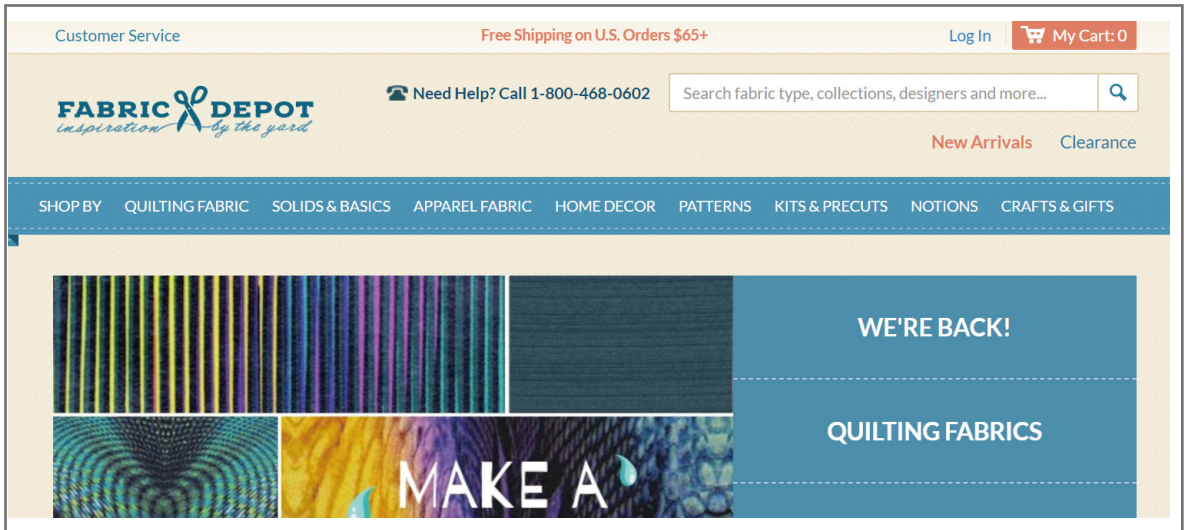 Customer Service
Free Shipping on U.S. Orders $65+
Log In
My Cart: 0
FABRIC DEPOT
inspiration by the yard
Need Help? Call 1-800-468-0602
Search fabric type, collections, designers and more...
New Arrivals
Clearance
SHOP BY
QUILTING FABRIC
SOLIDS & BASICS
APPAREL FABRIC
HOME DECOR
PATTERNS
KITS & PRECUTS
NOTIONS
CRAFTS & GIFTS
WE'RE BACK!
QUILTING FABRICS
MAKE A